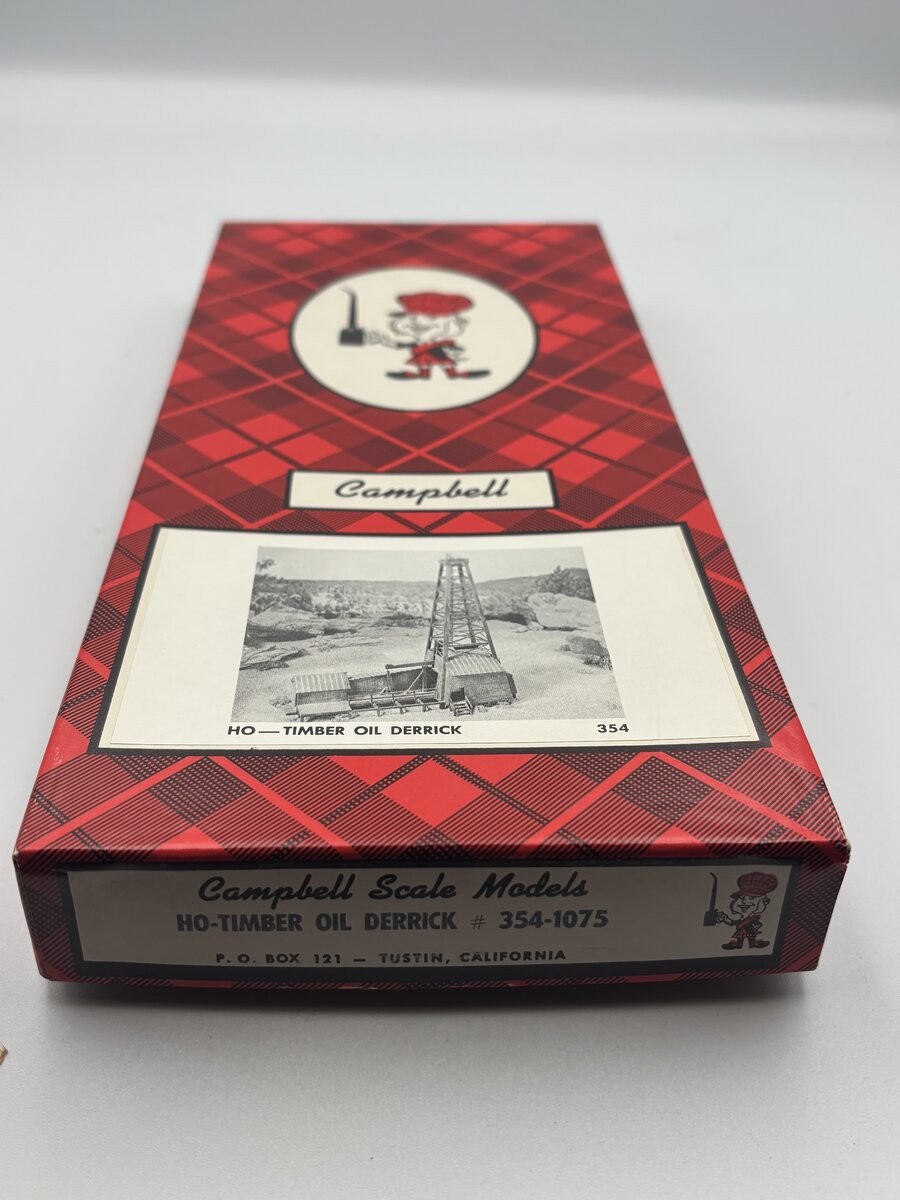 Campbell
HO—TIMBER OIL DERRICK 354
Campbell Scale Models
HO-TIMBER OIL DERRICK # 354-1075
P. O. BOX 121 — TUSTIN, CALIFORNIA